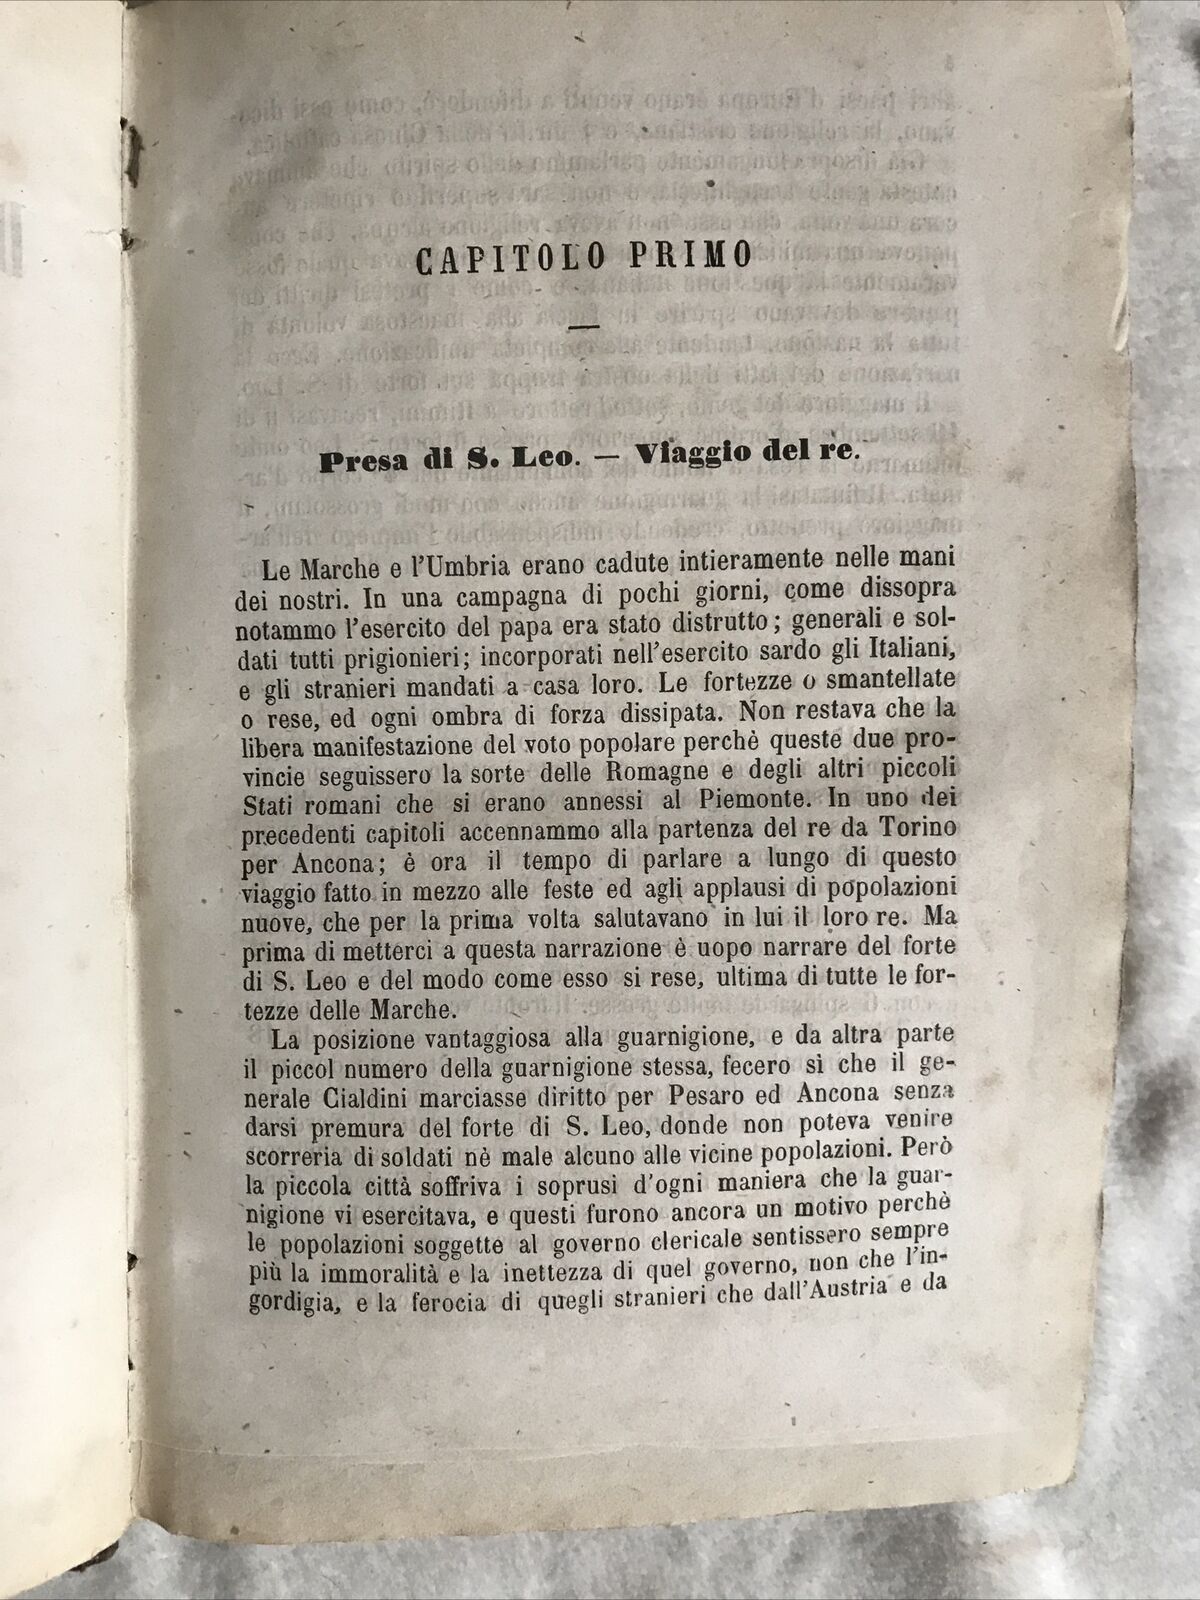 CAPITOLO PRIMO
Presa di S. Leo. — Viaggio del re.
Le Marche e l'Umbria erano cadute intieramente nelle mani
dei nostri. In una campagna di pochi giorni, come dissopra
notammo l'esercito del papa era stato distrutto; generali e sol-
dati tutti prigionieri; incorporati nell'esercito sardo gli Italiani,
e gli stranieri mandati a casa loro. Le fortezze o smantellate
o rese, ed ogni ombra di forza dissipata. Non restava che la
libera manifestazione del voto popolare perchè queste due pro-
vincie seguissero la sorte delle Romagne e degli altri piccoli
Stati romani che si erano annessi al Piemonte. In uno dei
precedenti capitoli accennammo alla partenza del re da Torino
per Ancona; è ora il tempo di parlare a lungo di questo
viaggio fatto in mezzo alle feste ed agli applausi di popolazioni
nuove, che per la prima volta salutavano in lui il loro re. Ma
prima di metterci a questa narrazione è uopo narrare del forte
di S. Leo e del modo come esso si rese, ultima di tutte le for-
tezze delle Marche.
La posizione vantaggiosa alla guarnigione, e da altra parte
il piccol numero della guarnigione stessa, fecero sì che il ge-
nerale Cialdini marciasse diritto per Pesaro ed Ancona senza
darsi premura del forte di S. Leo, donde non poteva venire
scorreria di soldati nè male alcuno alle vicine popolazioni. Però
la piccola città soffriva i soprusi d'ogni maniera che la guar-
nigione vi esercitava, e questi furono ancora un motivo perchè
le popolazioni soggette al governo clericale sentissero sempre
più la immoralità e la inettezza di quel governo, non che l'in-
gordigia, e la ferocia di quegli stranieri che dall'Austria e da